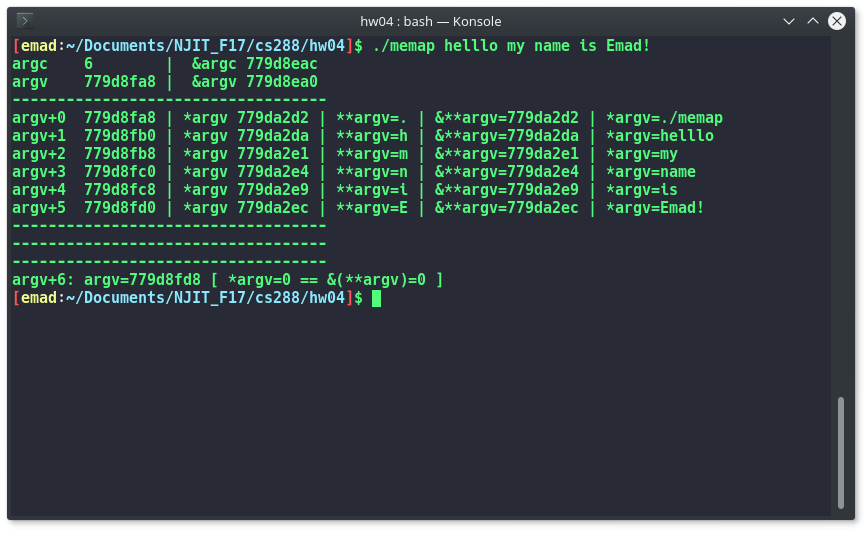 hw04 : bash — Konsole
[emad:~/Documents/NJIT_F17/cs288/hw04]$ ./memap helllo my name is Emad!
argc    6        |  &argc 779d8eac
argv    779d8fa8 |  &argv 779d8ea0
-----------------------------------
argv+0  779d8fa8 | *argv 779da2d2 | **argv=. | &**argv=779da2d2 | *argv=./memap
argv+1  779d8fb0 | *argv 779da2da | **argv=h | &**argv=779da2da | *argv=helllo
argv+2  779d8fb8 | *argv 779da2e1 | **argv=m | &**argv=779da2e1 | *argv=my
argv+3  779d8fc0 | *argv 779da2e4 | **argv=n | &**argv=779da2e4 | *argv=name
argv+4  779d8fc8 | *argv 779da2e9 | **argv=i | &**argv=779da2e9 | *argv=is
argv+5  779d8fd0 | *argv 779da2ec | **argv=E | &**argv=779da2ec | *argv=Emad!
-----------------------------------
-----------------------------------
-----------------------------------
argv+6: argv=779d8fd8 [ *argv=0 == &(**argv)=0 ]
[emad:~/Documents/NJIT_F17/cs288/hw04]$